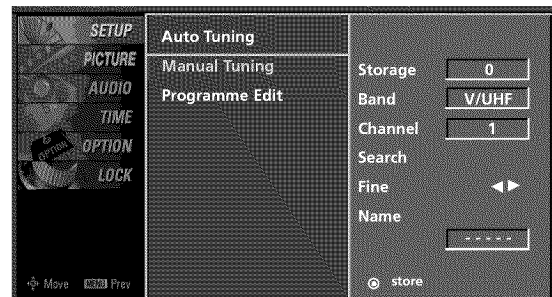 SETUP
PICTURE
AUDIO
TIME
OPTION
LOCK
Move MENU Prev
Auto Tuning
Manual Tuning
Programme Edit
Storage 0
Band V/UHF
Channel 1
Search
Fine ◀▶
Name
- - - - -
store